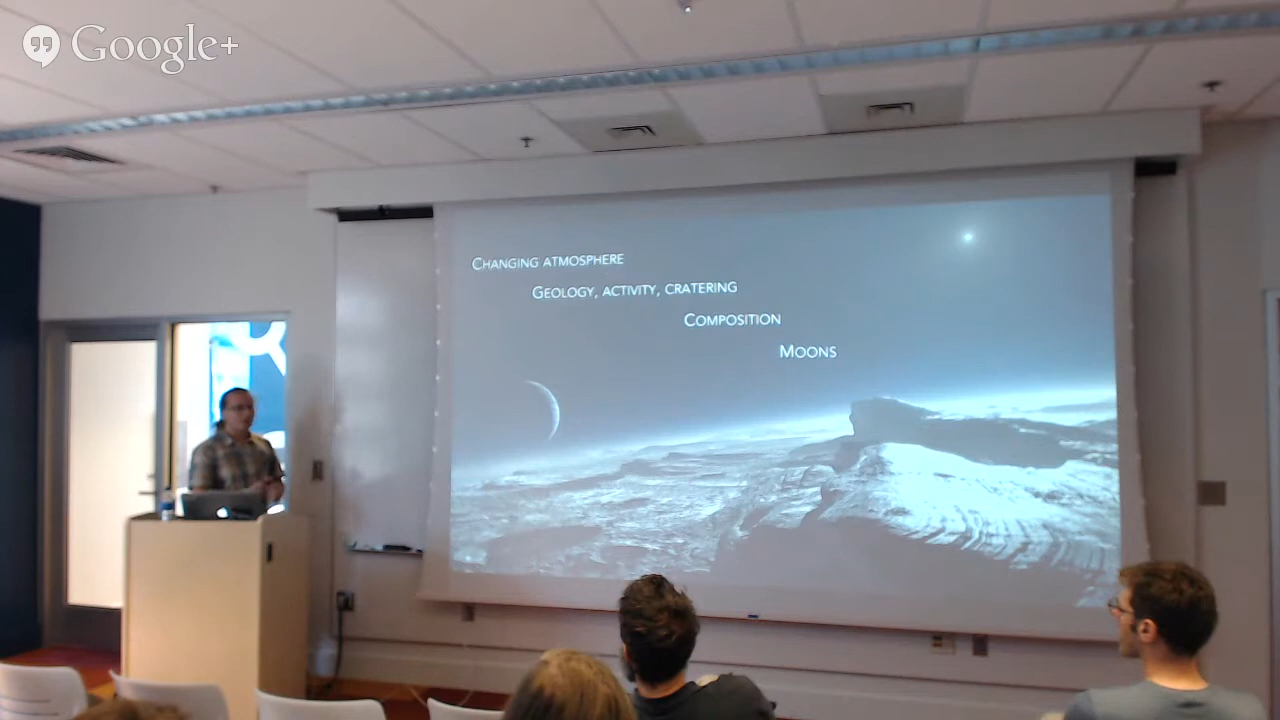 Google+
CHANGING ATMOSPHERE
GEOLOGY, ACTIVITY, CRATERING
COMPOSITION
MOONS